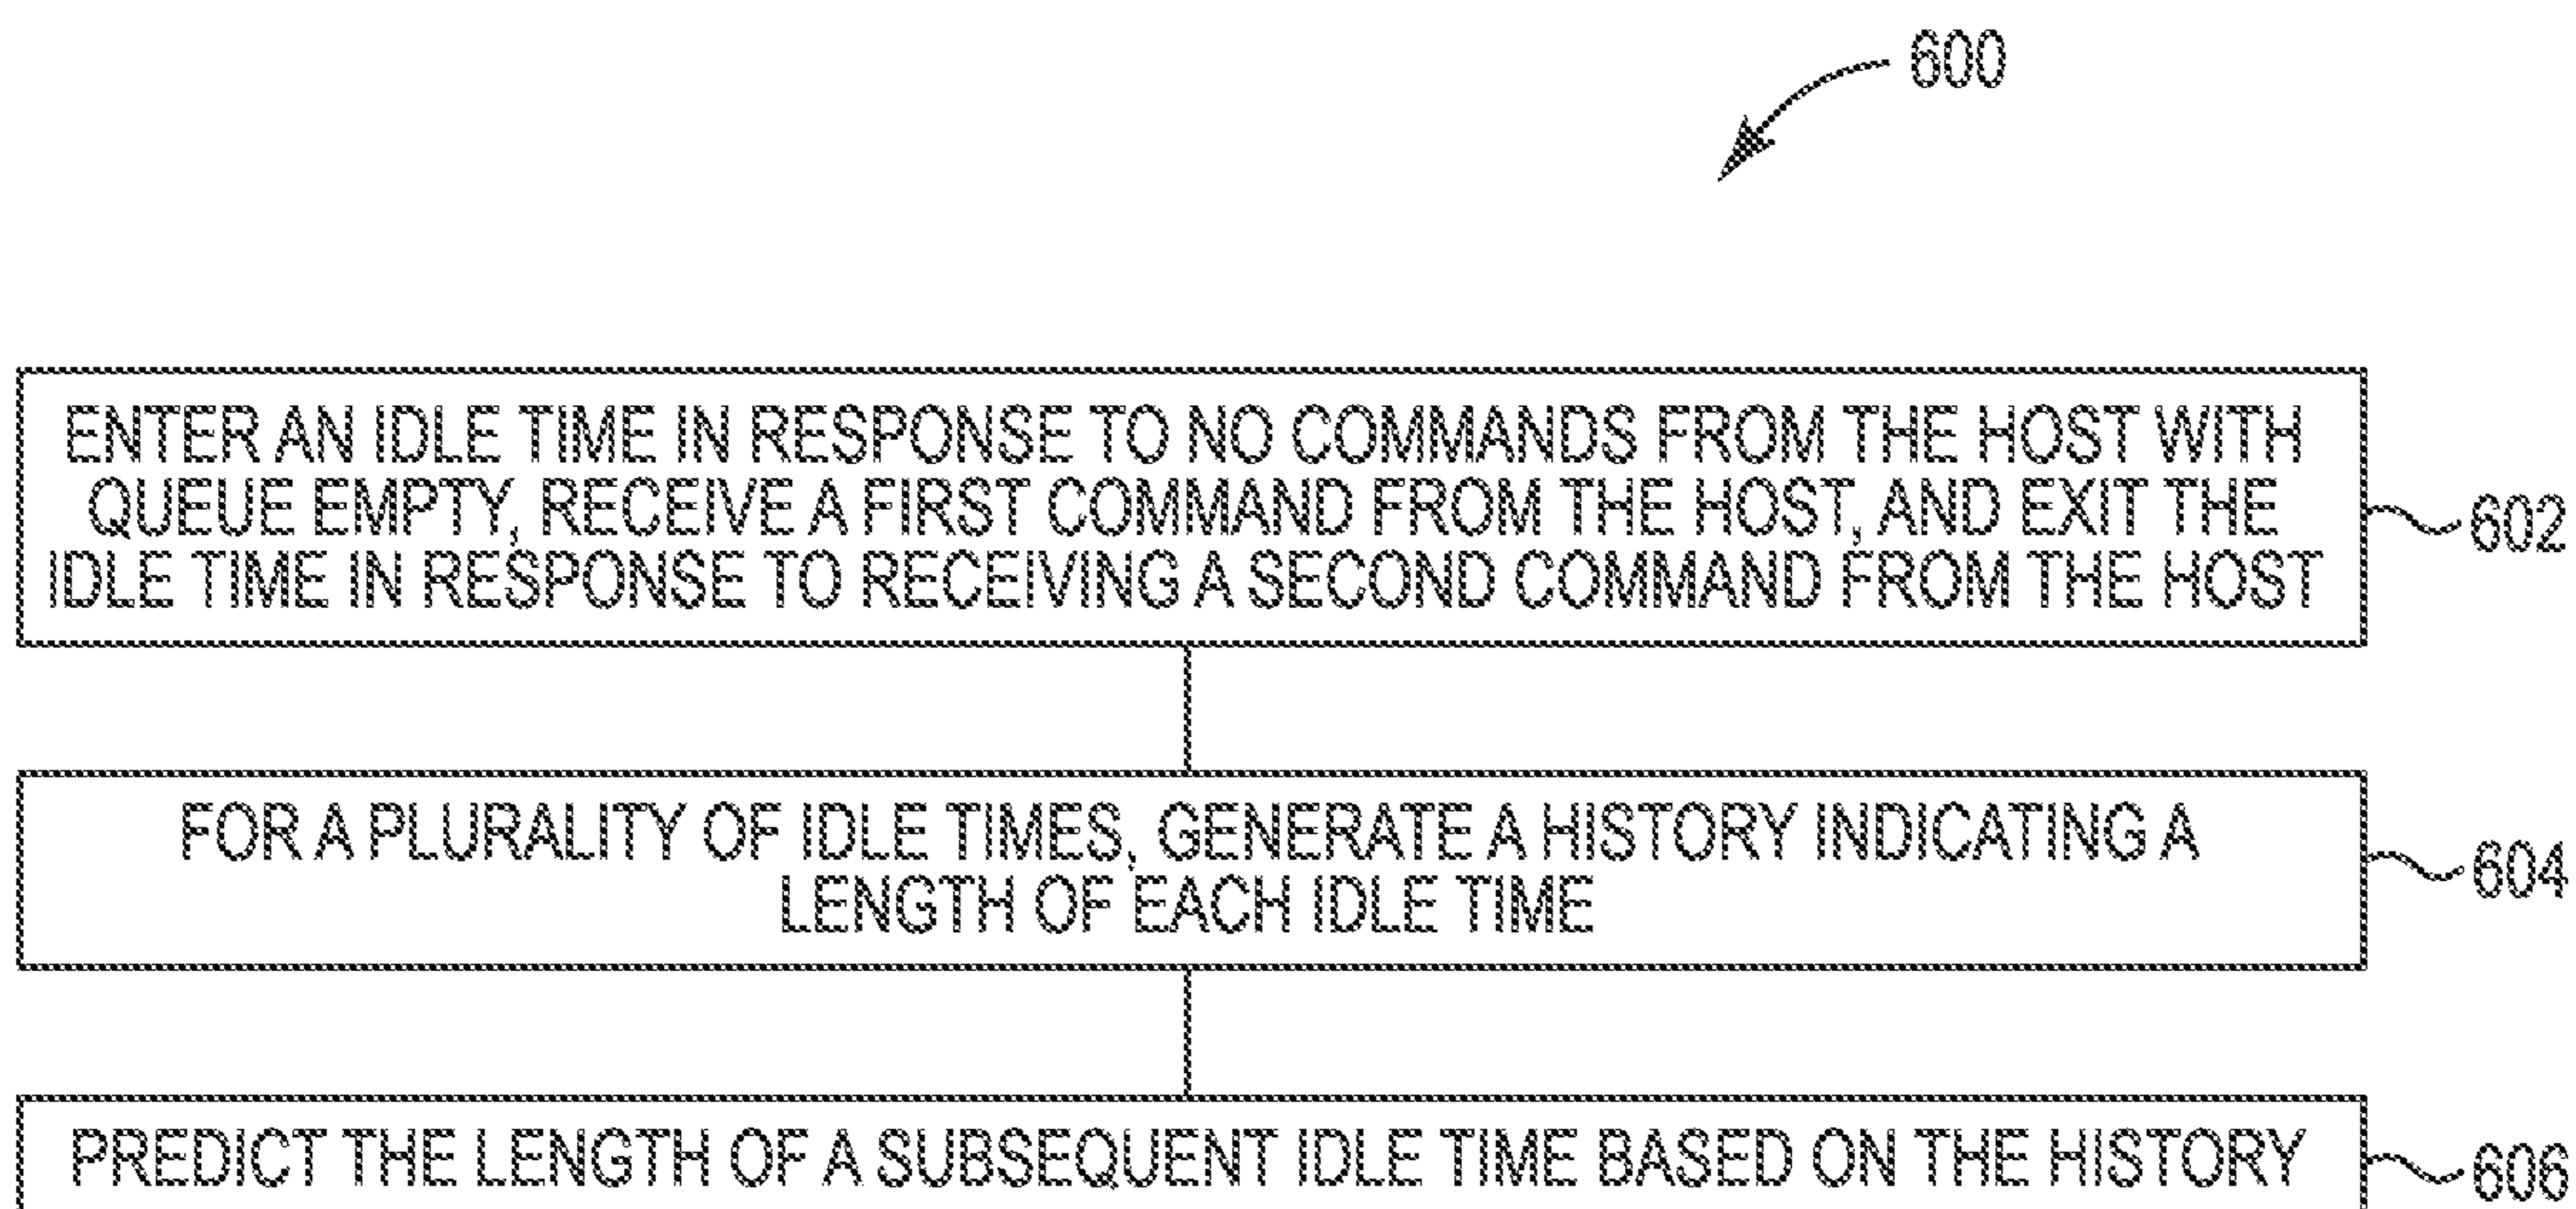 600
ENTER AN IDLE TIME IN RESPONSE TO NO COMMANDS FROM THE HOST WITH
QUEUE EMPTY, RECEIVE A FIRST COMMAND FROM THE HOST, AND EXIT THE
IDLE TIME IN RESPONSE TO RECEIVING A SECOND COMMAND FROM THE HOST
602
FOR A PLURALITY OF IDLE TIMES, GENERATE A HISTORY INDICATING A
LENGTH OF EACH IDLE TIME
604
PREDICT THE LENGTH OF A SUBSEQUENT IDLE TIME BASED ON THE HISTORY
606